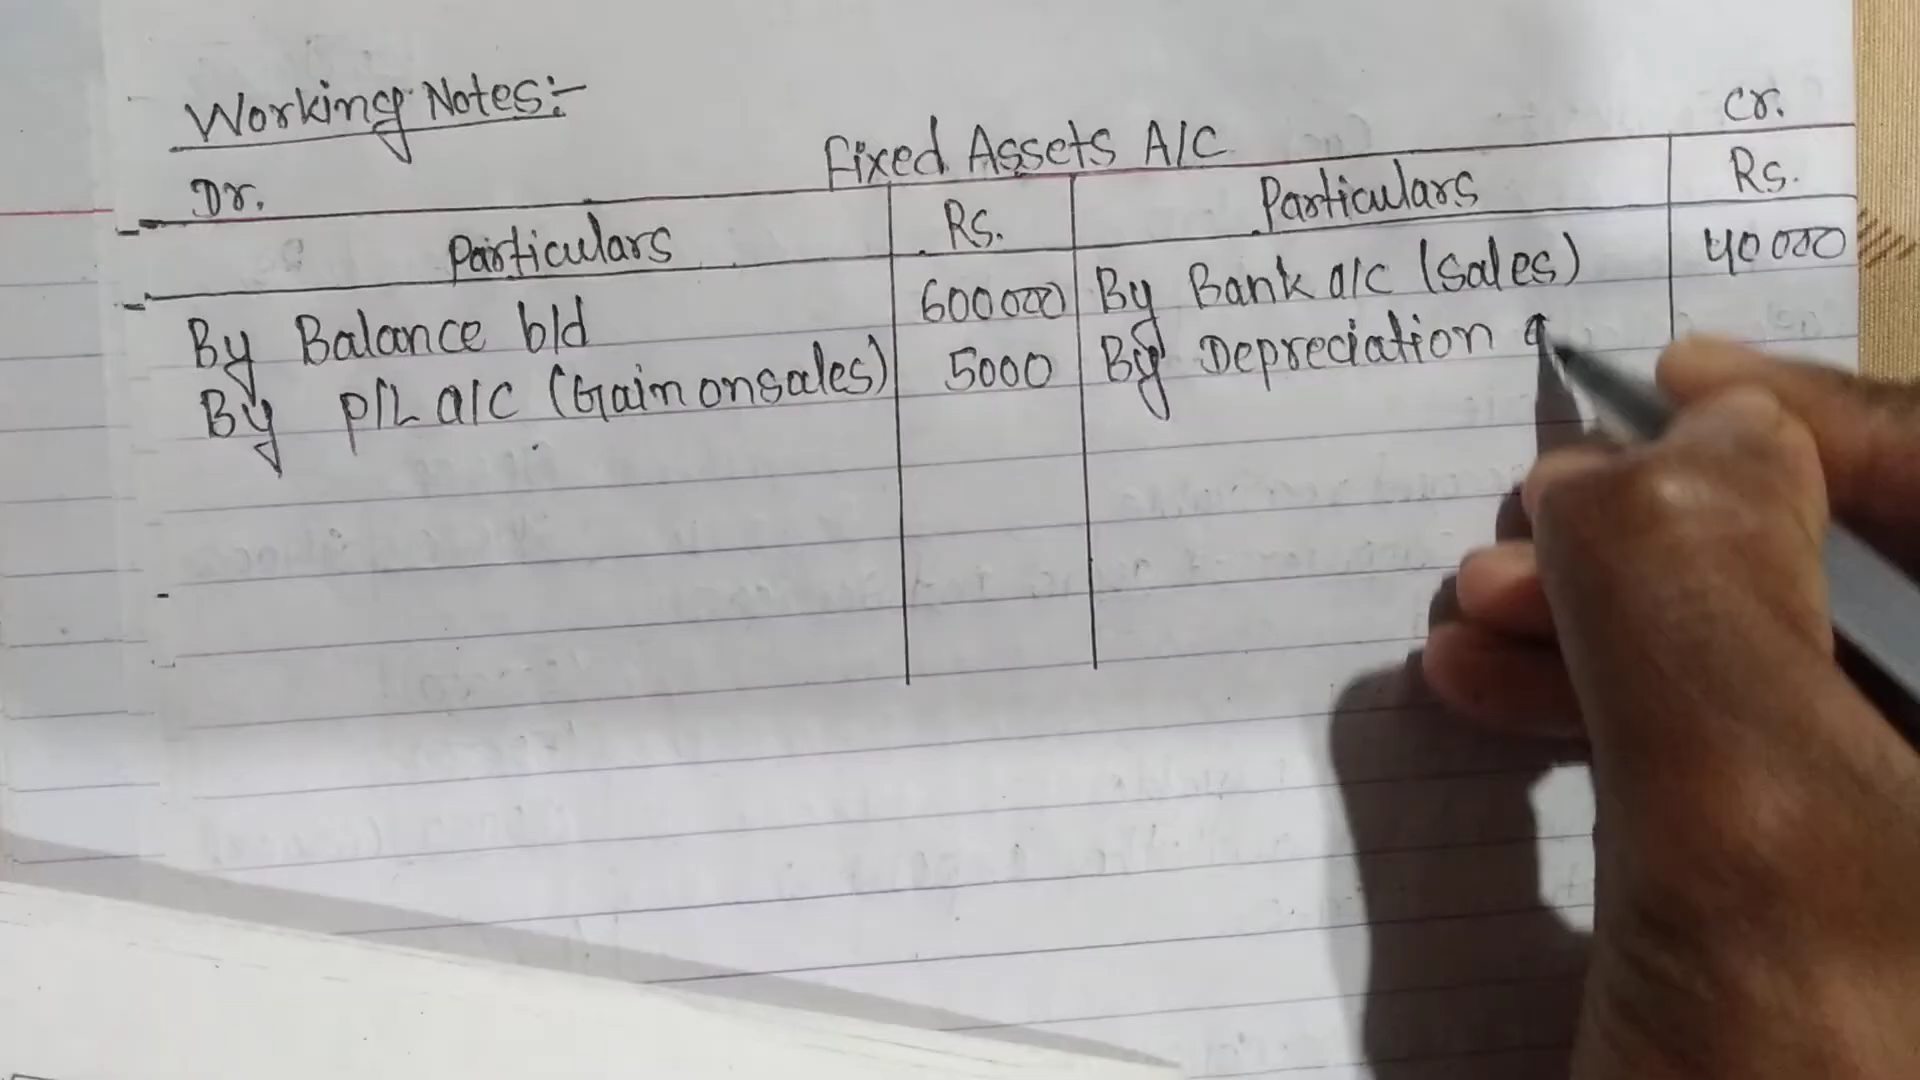 Working Notes:-
Fixed Assets A/C
Dr.
Cr.
Particulars Rs. Particulars Rs.
By Balance b/d 600000 By Bank a/c (Sales) 40000
By P/L a/c (Gain on sales) 5000 By Depreciation